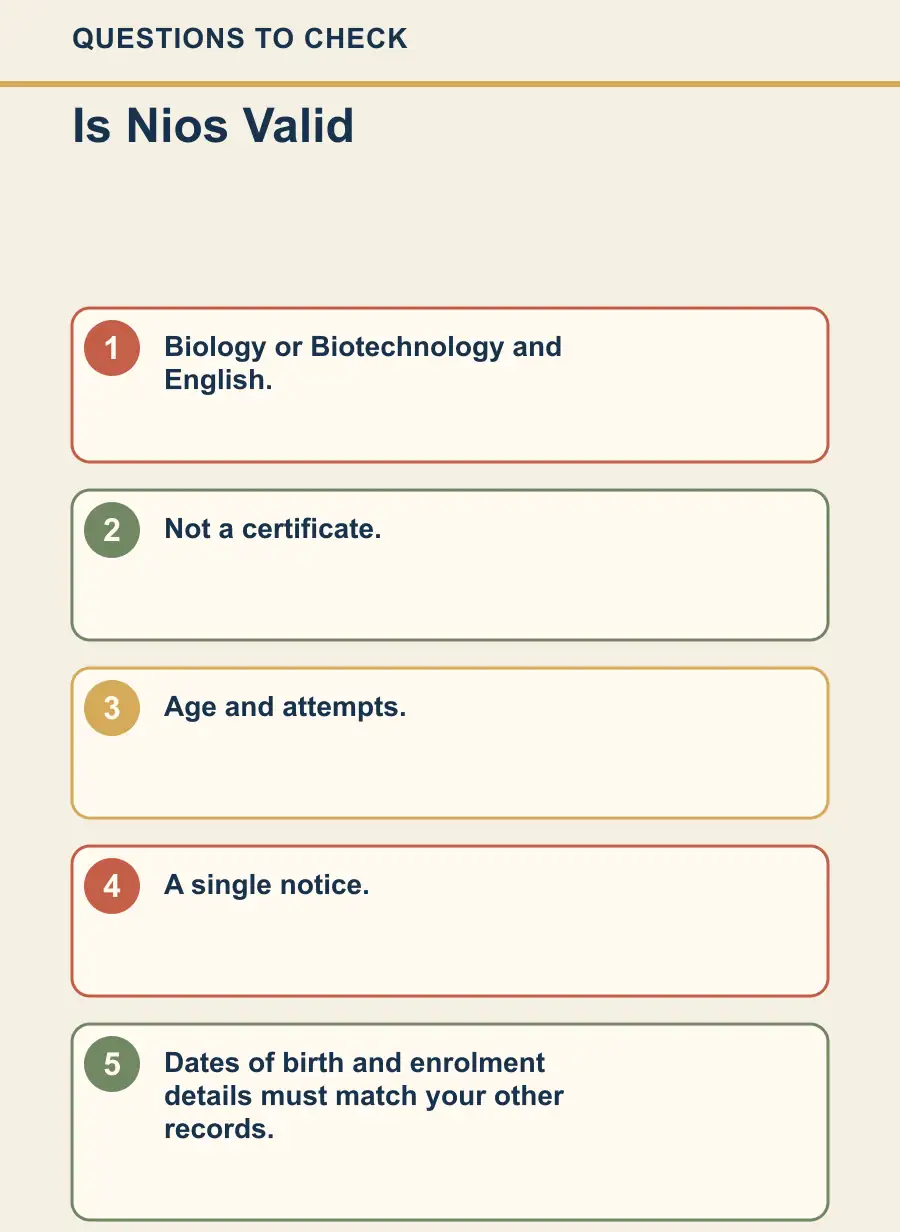 QUESTIONS TO CHECK
Is Nios Valid
1
Biology or Biotechnology and
English.
2
Not a certificate.
3
Age and attempts.
4
A single notice.
5
Dates of birth and enrolment
details must match your other
records.